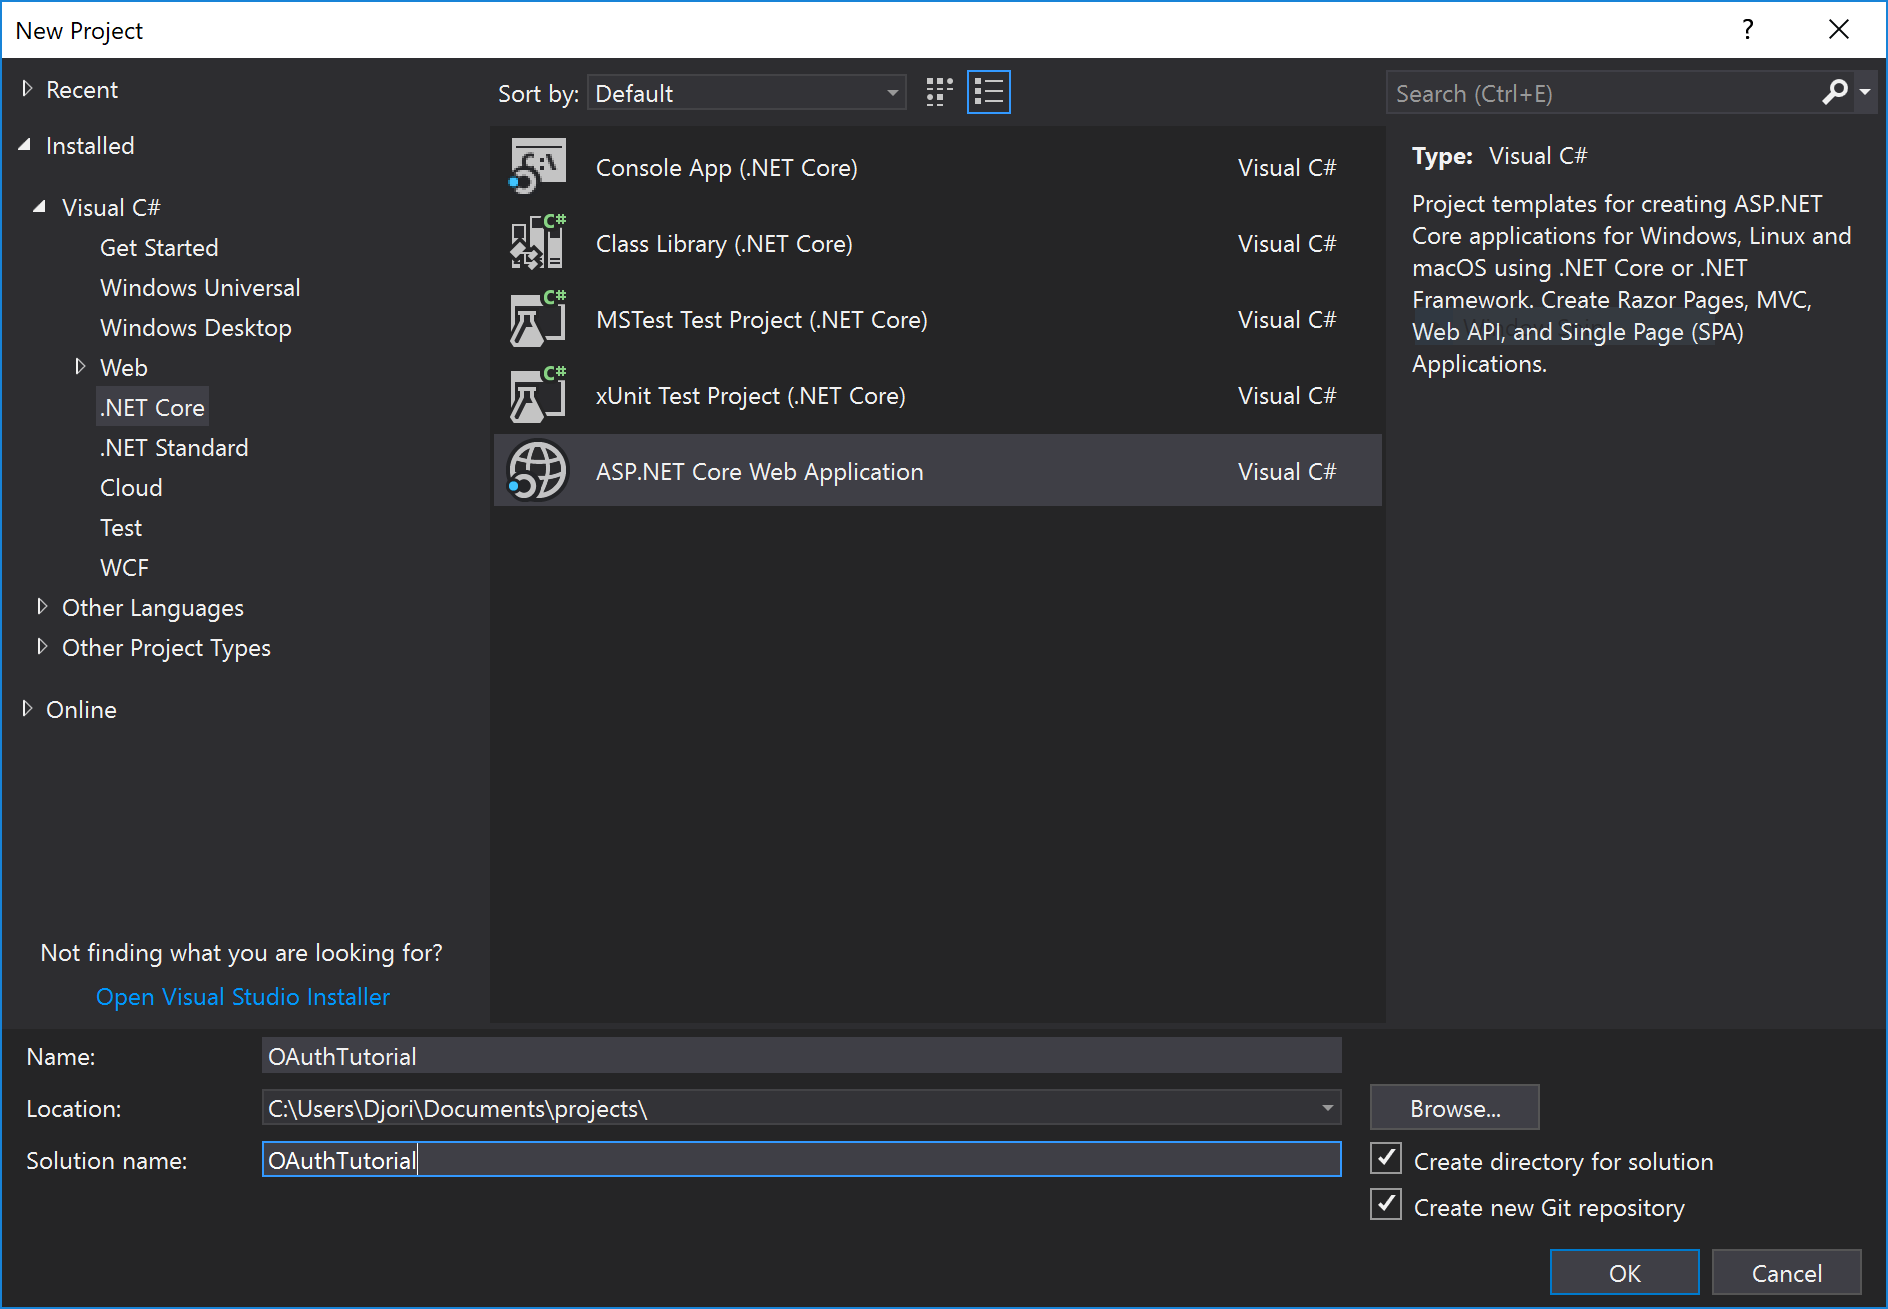 New Project
?
Recent
Installed
Visual C#
Get Started
Windows Universal
Windows Desktop
Web
.NET Core
.NET Standard
Cloud
Test
WCF
Other Languages
Other Project Types
Online
Not finding what you are looking for?
Open Visual Studio Installer
Sort by: Default
C:\
Console App (.NET Core) Visual C#
C#
Class Library (.NET Core) Visual C#
C#
MSTest Test Project (.NET Core) Visual C#
C#
xUnit Test Project (.NET Core) Visual C#
ASP.NET Core Web Application Visual C#
Search (Ctrl+E)
Type: Visual C#
Project templates for creating ASP.NET
Core applications for Windows, Linux and
macOS using .NET Core or .NET
Framework. Create Razor Pages, MVC,
Web API, and Single Page (SPA)
Applications.
Name: OAuthTutorial
Location: C:\Users\Djori\Documents\projects\
Browse...
Solution name: OAuthTutorial
Create directory for solution
Create new Git repository
OK
Cancel